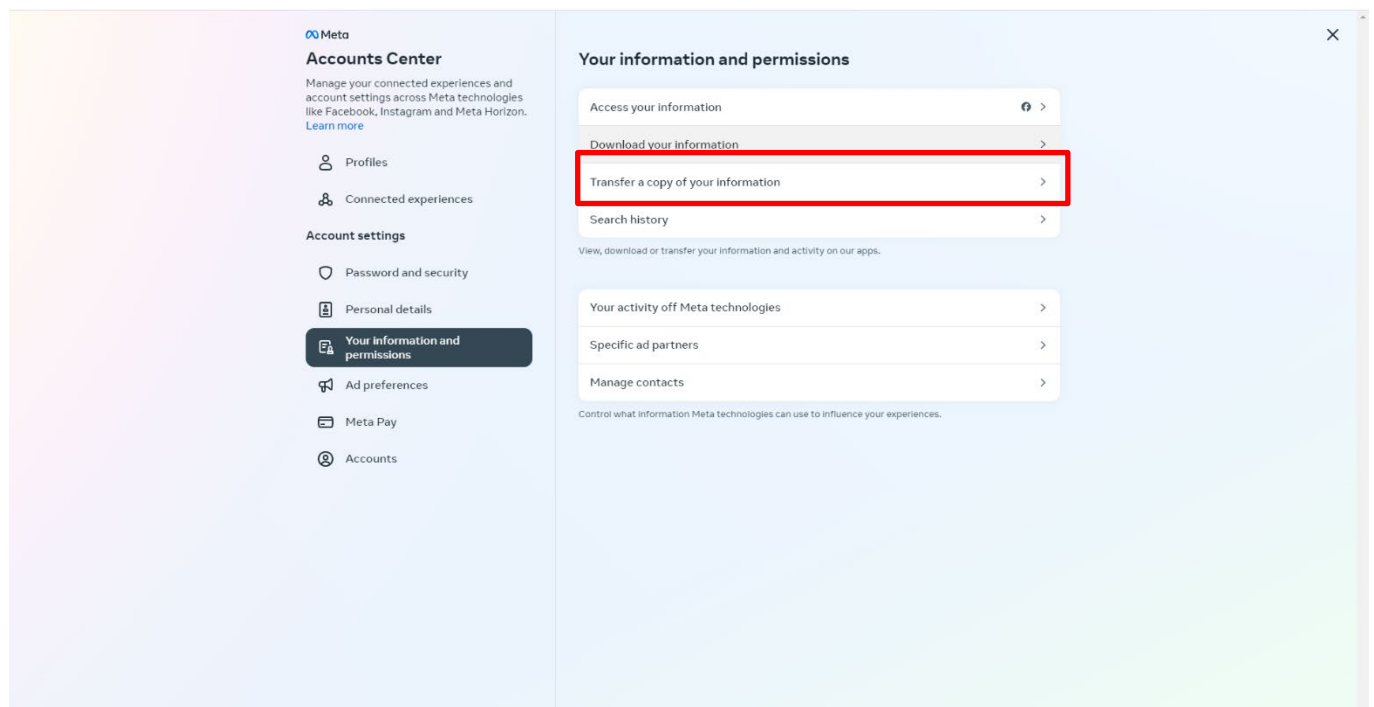 Meta
Accounts Center
Manage your connected experiences and
account settings across Meta technologies
like Facebook, Instagram and Meta Horizon.
Learn more
Profiles
Connected experiences
Account settings
Password and security
Personal details
Your information and
permissions
Ad preferences
Meta Pay
Accounts
Your information and permissions
Access your information
Download your information
Transfer a copy of your information
Search history
View, download or transfer your information and activity on our apps.
Your activity off Meta technologies
Specific ad partners
Manage contacts
Control what information Meta technologies can use to influence your experiences.